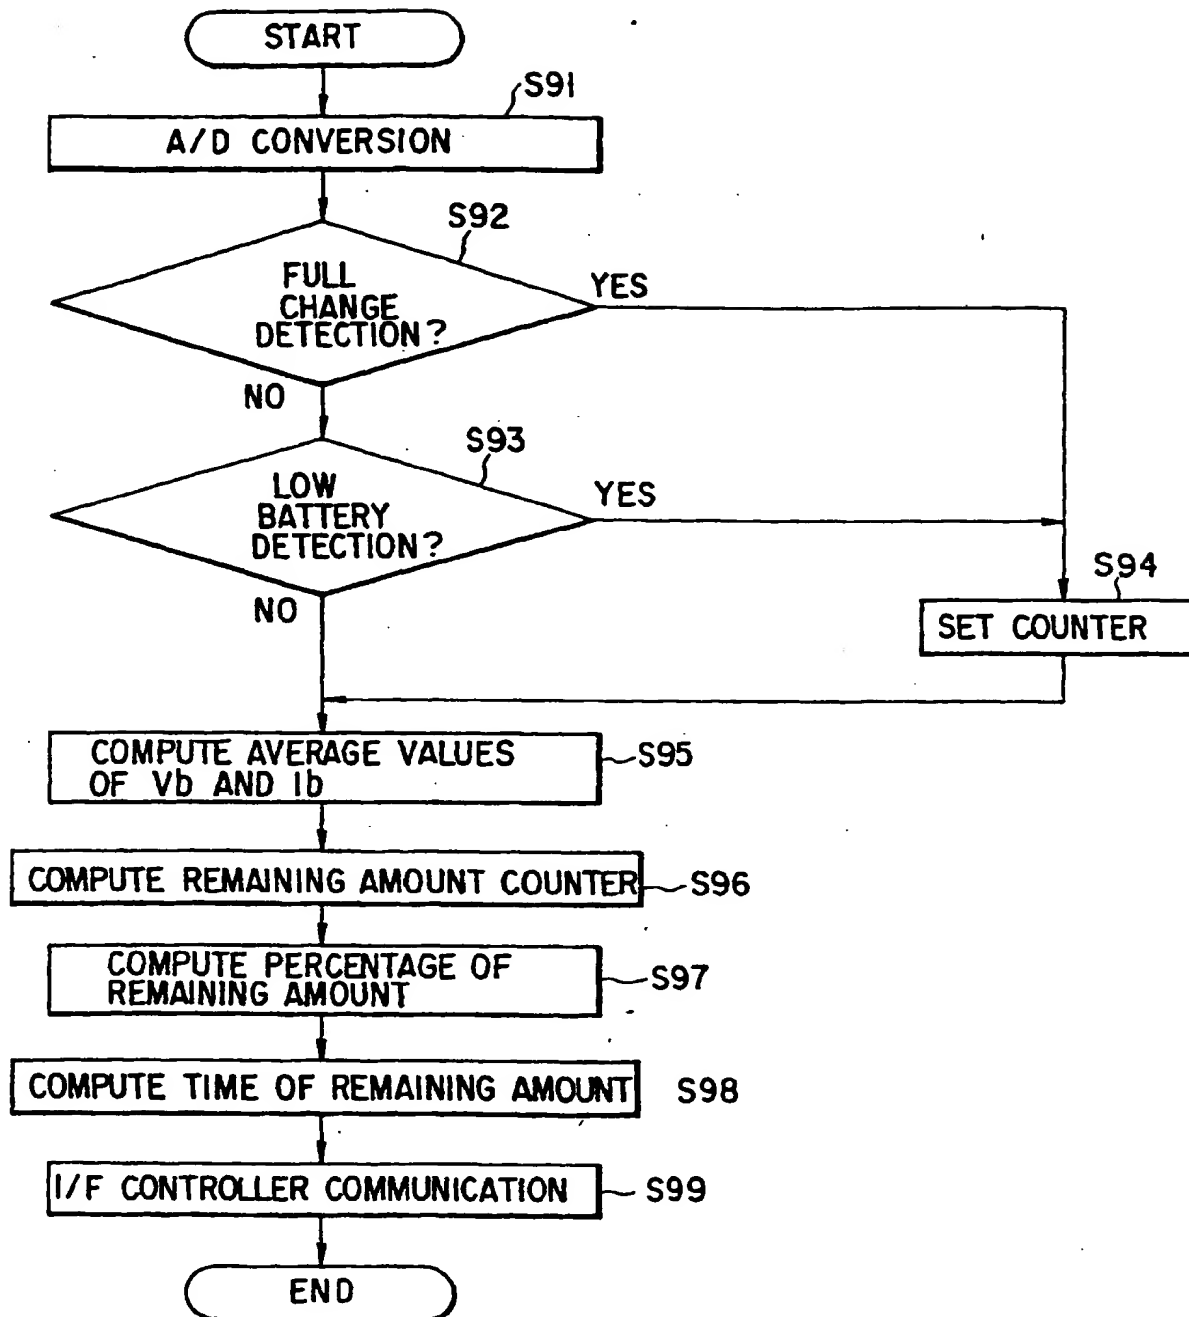 START
S91
A/D CONVERSION
S92
FULL
CHANGE
DETECTION?
YES
NO
S93
LOW
BATTERY
DETECTION?
YES
NO
S94
SET COUNTER
COMPUTE AVERAGE VALUES
OF Vb AND Ib
S95
COMPUTE REMAINING AMOUNT COUNTER
S96
COMPUTE PERCENTAGE OF
REMAINING AMOUNT
S97
COMPUTE TIME OF REMAINING AMOUNT
S98
I/F CONTROLLER COMMUNICATION
S99
END